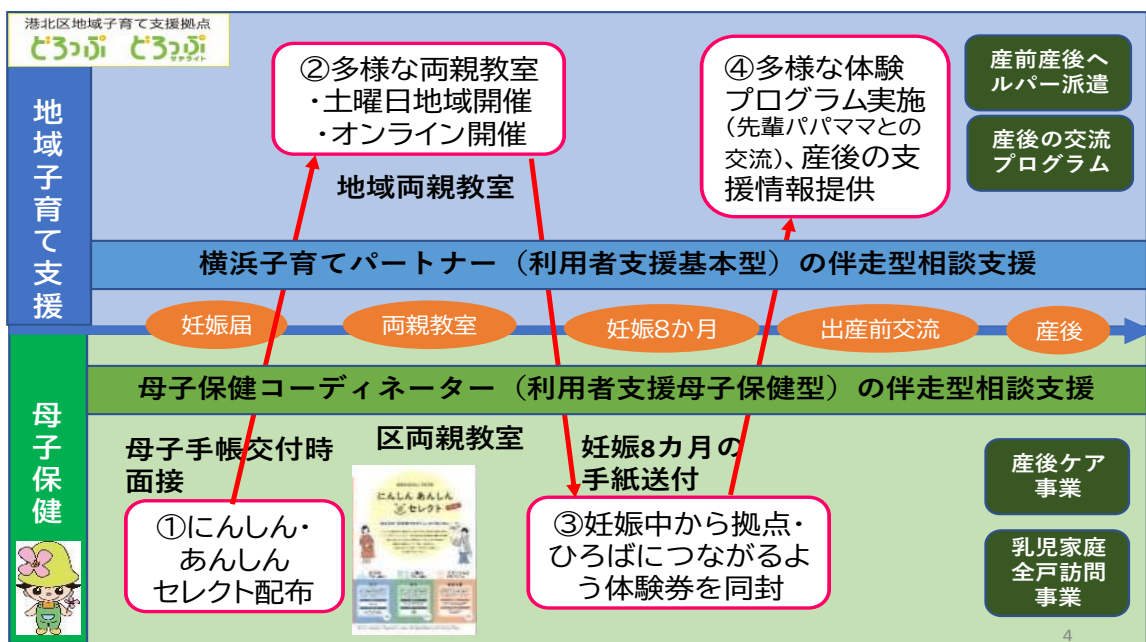 港北区地域子育て支援拠点
どろっぷ どろっぷ
サテライト
地域子育て支援
②多様な両親教室
・土曜日地域開催
・オンライン開催
地域両親教室
④多様な体験
プログラム実施
(先輩パパママとの
交流)、産後の支
援情報提供
産前産後ヘ
ルパー派遣
産後の交流
プログラム
横浜子育てパートナー（利用者支援基本型）の伴走型相談支援
妊娠届
両親教室
妊娠8か月
出産前交流
産後
母子保健
母子保健コーディネーター（利用者支援母子保健型）の伴走型相談支援
母子手帳交付時
面接
①にんしん・
あんしん
セレクト配布
区両親教室
にんしん あんしん
セレクト
妊娠8カ月の
手紙送付
③妊娠中から拠点・
ひろばにつながるよ
う体験券を同封
産後ケア
事業
乳児家庭
全戸訪問
事業
4